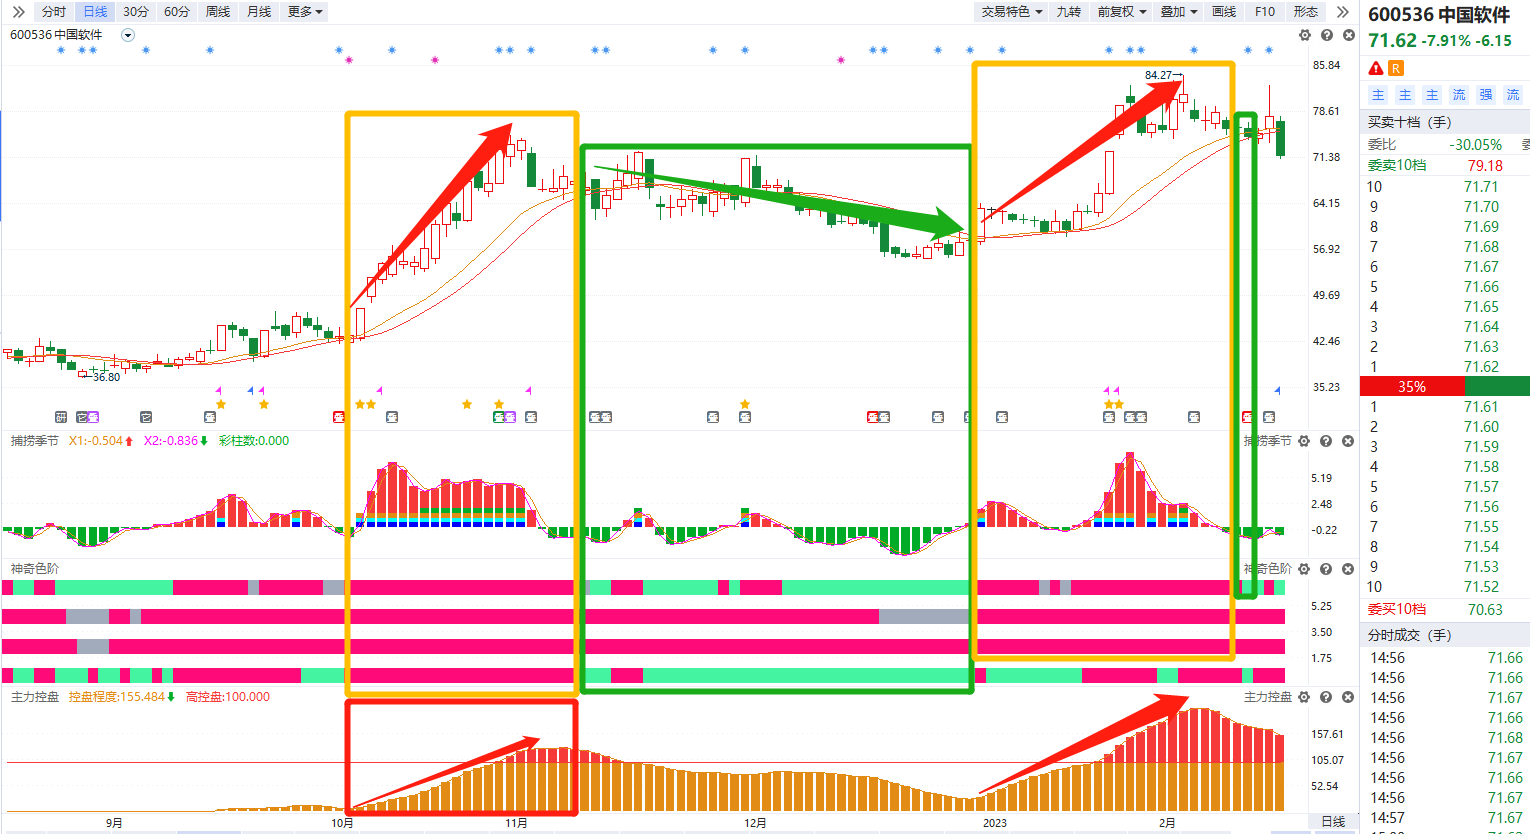 分时 日线 30分 60分 周线 月线 更多 交易特色 九转 前复权 叠加 画线 F10 形态
600536 中国软件
600536 中国软件
71.62 -7.91% -6.15
R
主 主 主 流 强 流
买卖十档 (手)
委比 -30.05%
委卖10档 79.18
10 71.71
9 71.70
8 71.69
7 71.68
6 71.67
5 71.66
4 71.65
3 71.64
2 71.63
1 71.62
35%
1 71.61
2 71.60
3 71.59
4 71.58
5 71.57
6 71.56
7 71.55
8 71.54
9 71.53
10 71.52
委买10档 70.63
分时成交 (手)
14:56 71.66
14:56 71.66
14:56 71.67
14:56 71.66
14:56 71.68
14:56 71.67
14:56 71.66
14:56 71.67
14:57 71.67
85.84
84.27
78.61
71.38
64.15
56.92
49.69
42.46
36.80
35.23
捕捞季节 X1:-0.504 X2:-0.836 彩柱数:0.000
捕捞季节
5.19
2.48
-0.22
神奇色阶
神奇色阶
5.25
3.50
1.75
主力控盘 控盘程度:155.484 高控盘:100.000
主力控盘
157.61
105.07
52.54
9月 10月 11月 12月 2023 2月 日线